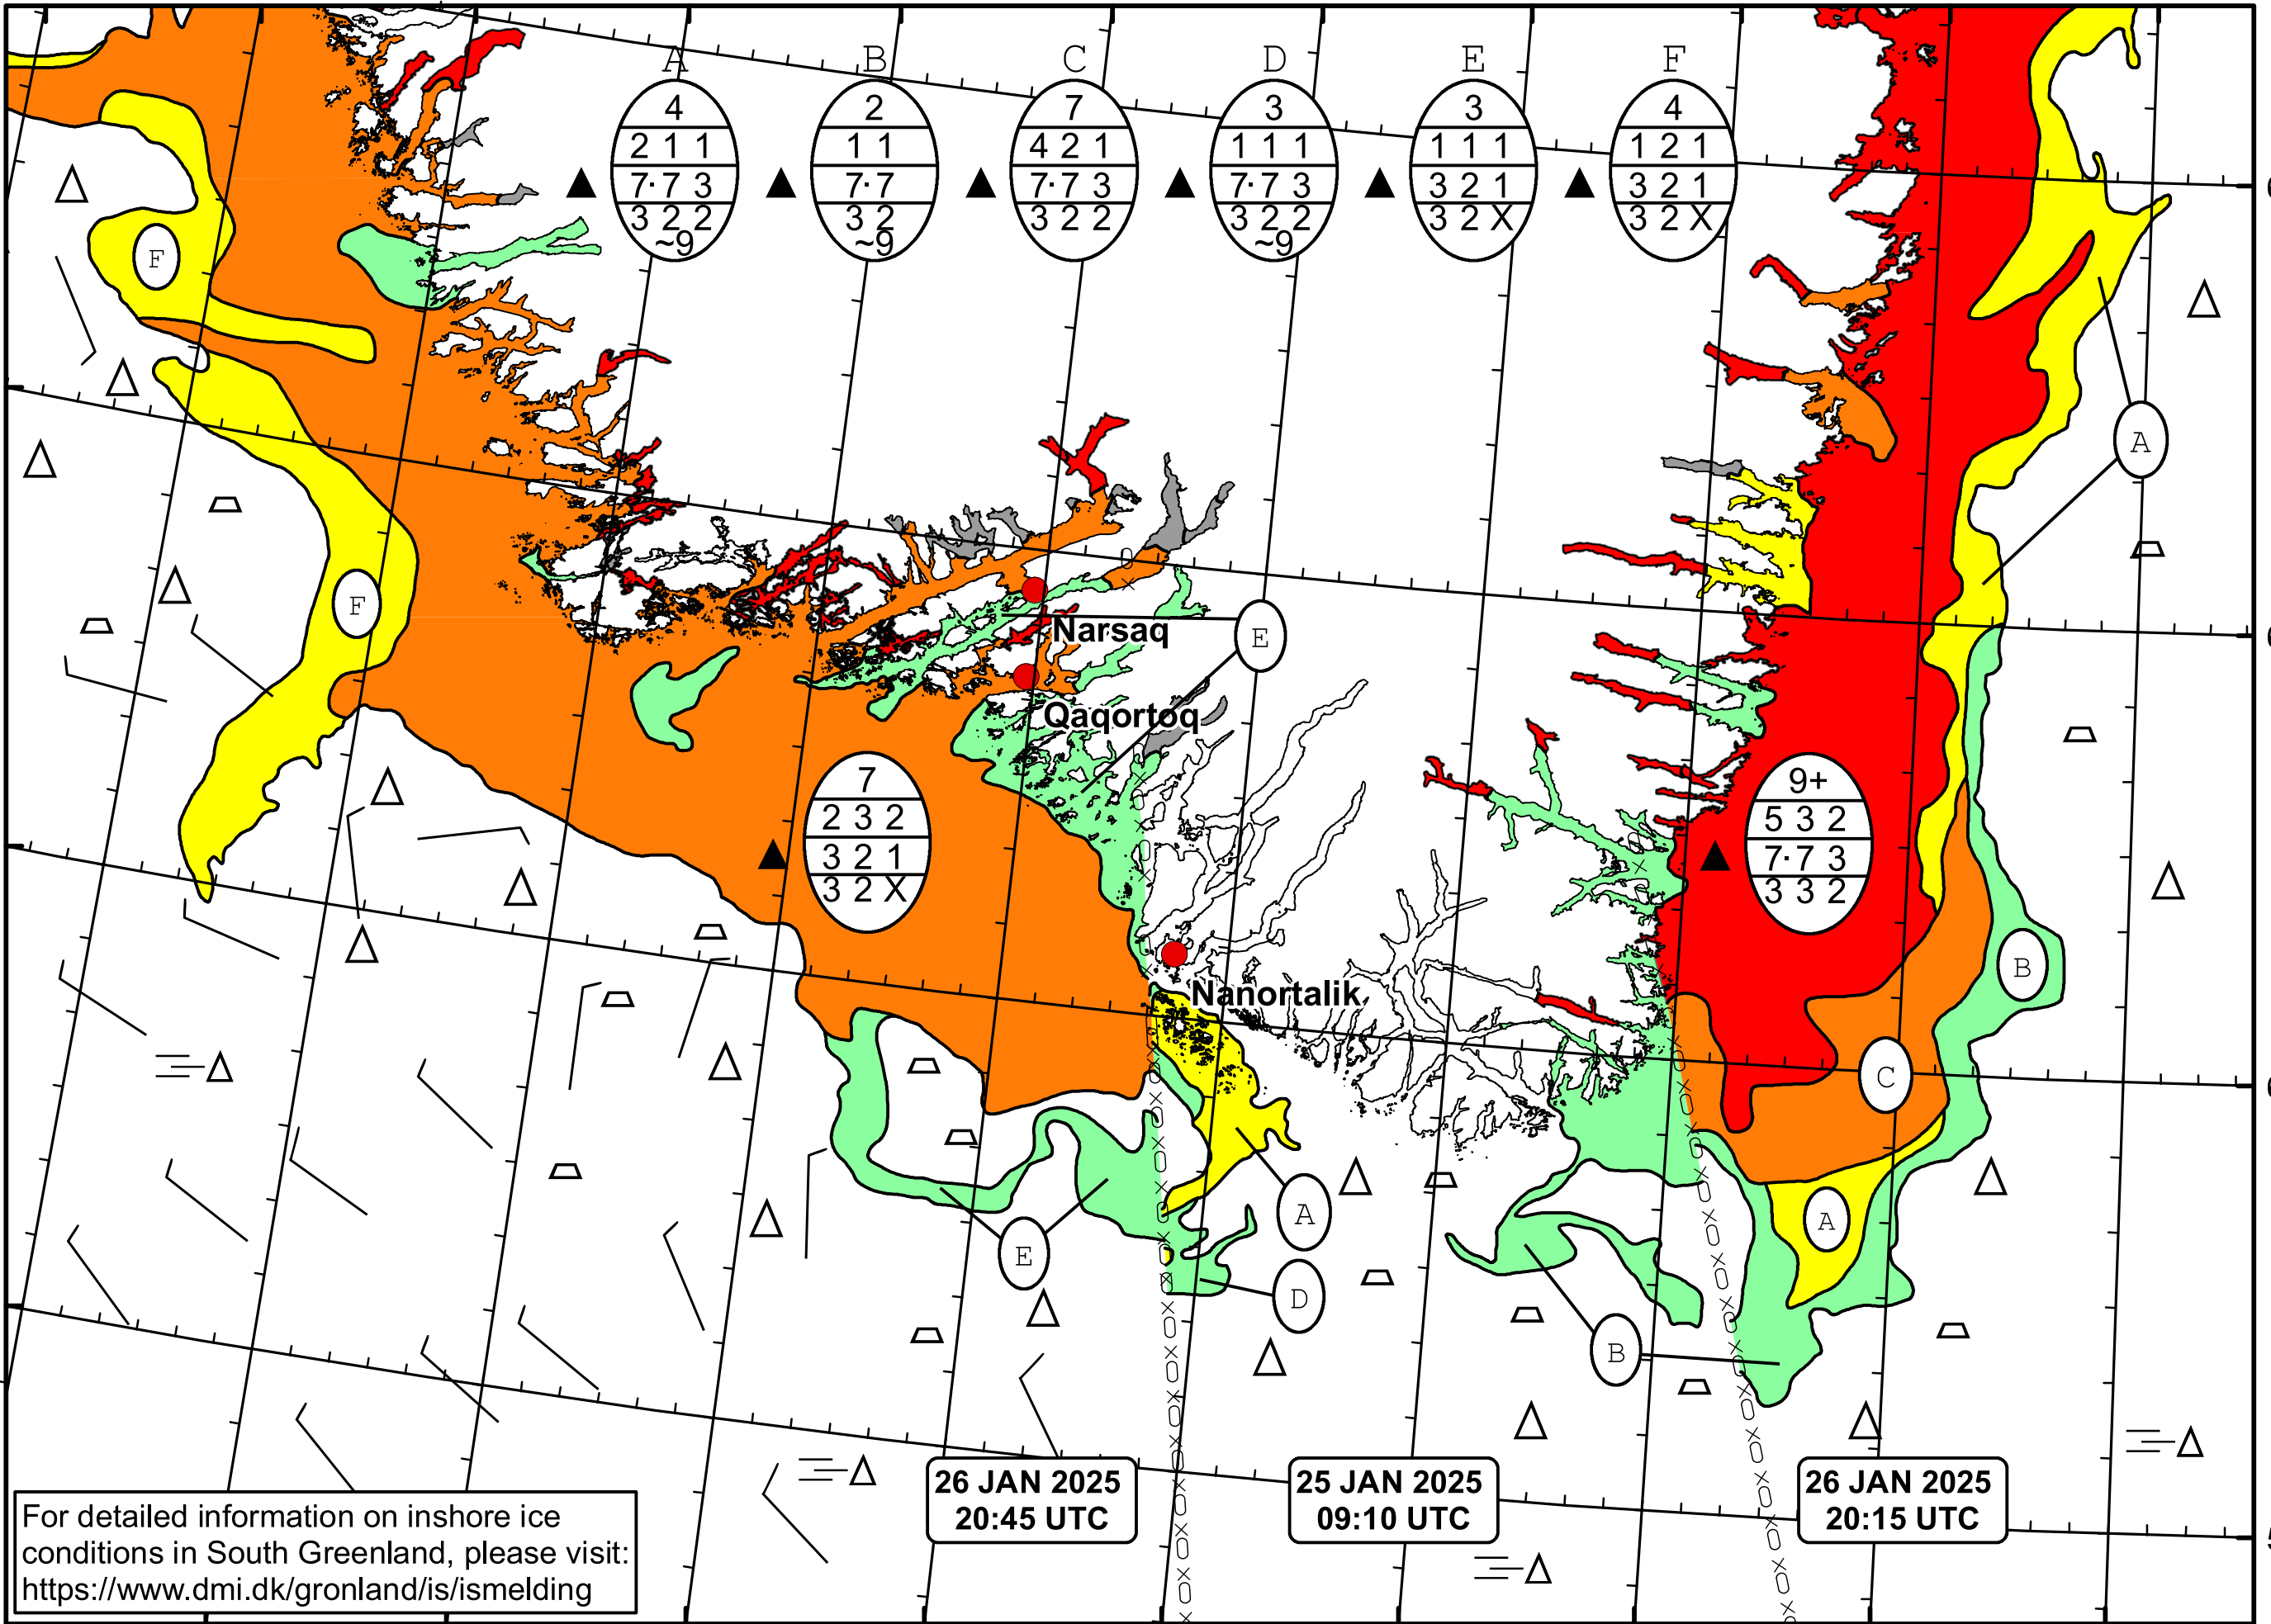 A B C D E F
4 2 7 3 3 4
2 1 1 1 1 4 2 1 1 1 1 1 1 1 1 2 1
7· 7 3 7· 7 7· 7 3 7· 7 3 3 2 1 3 2 1
3 2 2 3 2 3 2 2 3 2 2 3 2 X 3 2 X
~9 ~9 ~9
F
A
F
Narsaq
E
Qaqortoq
7
2 3 2
3 2 1
3 2 X
9+
5 3 2
7· 7 3
3 3 2
B
Nanortalik
C
A
A
E
D
B
26 JAN 2025
20:45 UTC
25 JAN 2025
09:10 UTC
26 JAN 2025
20:15 UTC
For detailed information on inshore ice
conditions in South Greenland, please visit:
https://www.dmi.dk/gronland/is/ismelding